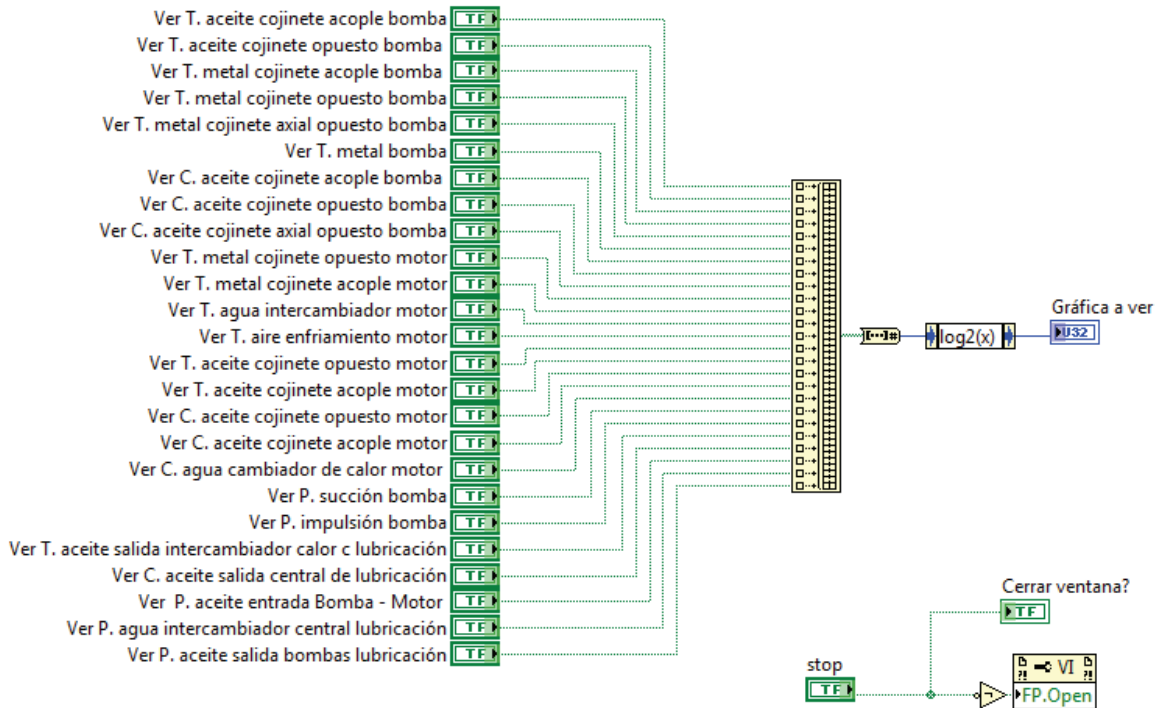 Ver T. aceite cojinete acople bomba TF
Ver T. aceite cojinete opuesto bomba TF
Ver T. metal cojinete acople bomba TF
Ver T. metal cojinete opuesto bomba TF
Ver T. metal cojinete axial opuesto bomba TF
Ver T. metal bomba TF
Ver C. aceite cojinete acople bomba TF
Ver C. aceite cojinete opuesto bomba TF
Ver C. aceite cojinete axial opuesto bomba TF
Ver T. metal cojinete opuesto motor TF
Ver T. metal cojinete acople motor TF
Ver T. agua intercambiador motor TF
Ver T. aire enfriamiento motor TF
Ver T. aceite cojinete opuesto motor TF
Ver T. aceite cojinete acople motor TF
Ver C. aceite cojinete opuesto motor TF
Ver C. aceite cojinete acople motor TF
Ver C. agua cambiador de calor motor TF
Ver P. succión bomba TF
Ver P. impulsión bomba TF
Ver T. aceite salida intercambiador calor c lubricación TF
Ver C. aceite salida central de lubricación TF
Ver P. aceite entrada Bomba - Motor TF
Ver P. agua intercambiador central lubricación TF
Ver P. aceite salida bombas lubricación TF
[...]#
log2(x)
Gráfica a ver
U32
Cerrar ventana?
TF
stop
TF
VI
FP.Open